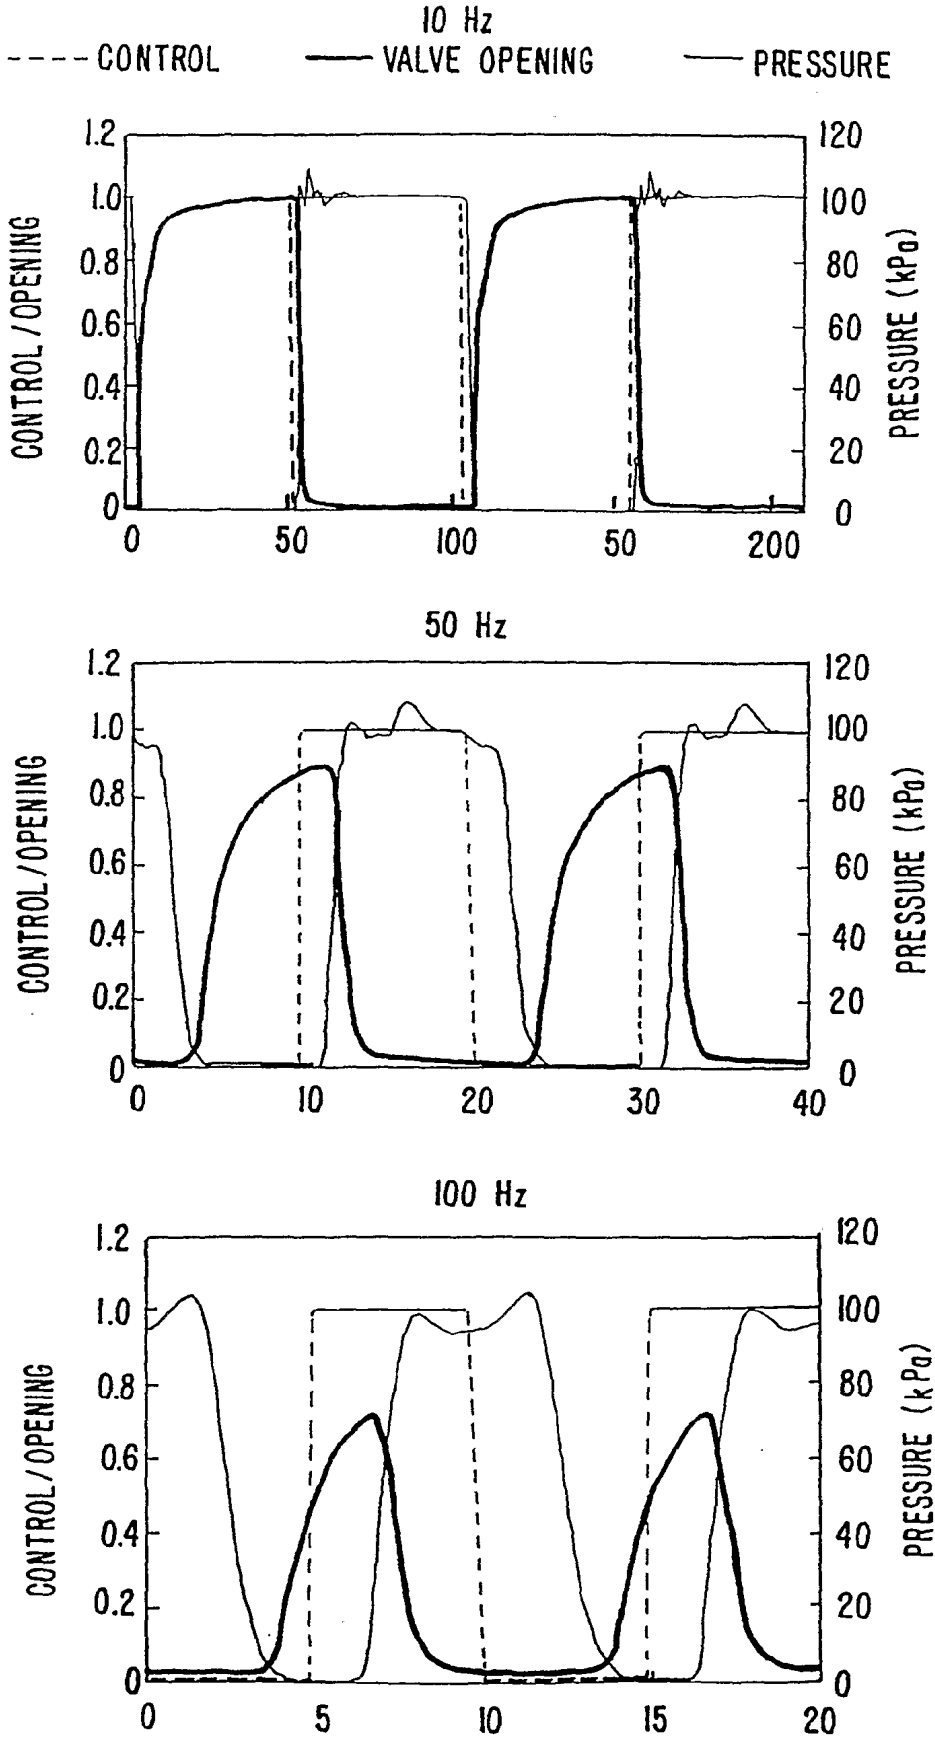 10 Hz
CONTROL VALVE OPENING PRESSURE
1.2 120
1.0 100
0.8 80
0.6 60
0.4 40
0.2 20
0 0
CONTROL/OPENING
PRESSURE (kPa)
0 50 100 50 200
50 Hz
1.2 120
1.0 100
0.8 80
0.6 60
0.4 40
0.2 20
0 0
CONTROL/OPENING
PRESSURE (kPa)
0 10 20 30 40
100 Hz
1.2 120
1.0 100
0.8 80
0.6 60
0.4 40
0.2 20
0 0
CONTROL/OPENING
PRESSURE (kPa)
0 5 10 15 20